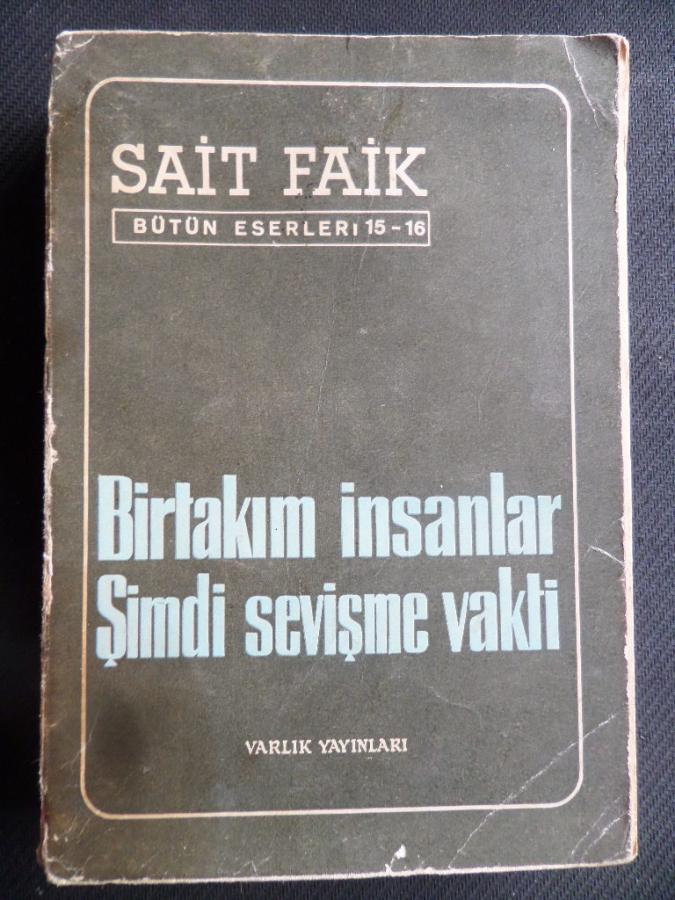 SAİT FAİK
BÜTÜN ESERLERİ 15-16
Birtakım insanlar
Şimdi sevişme vakti
VARLIK YAYINLARI